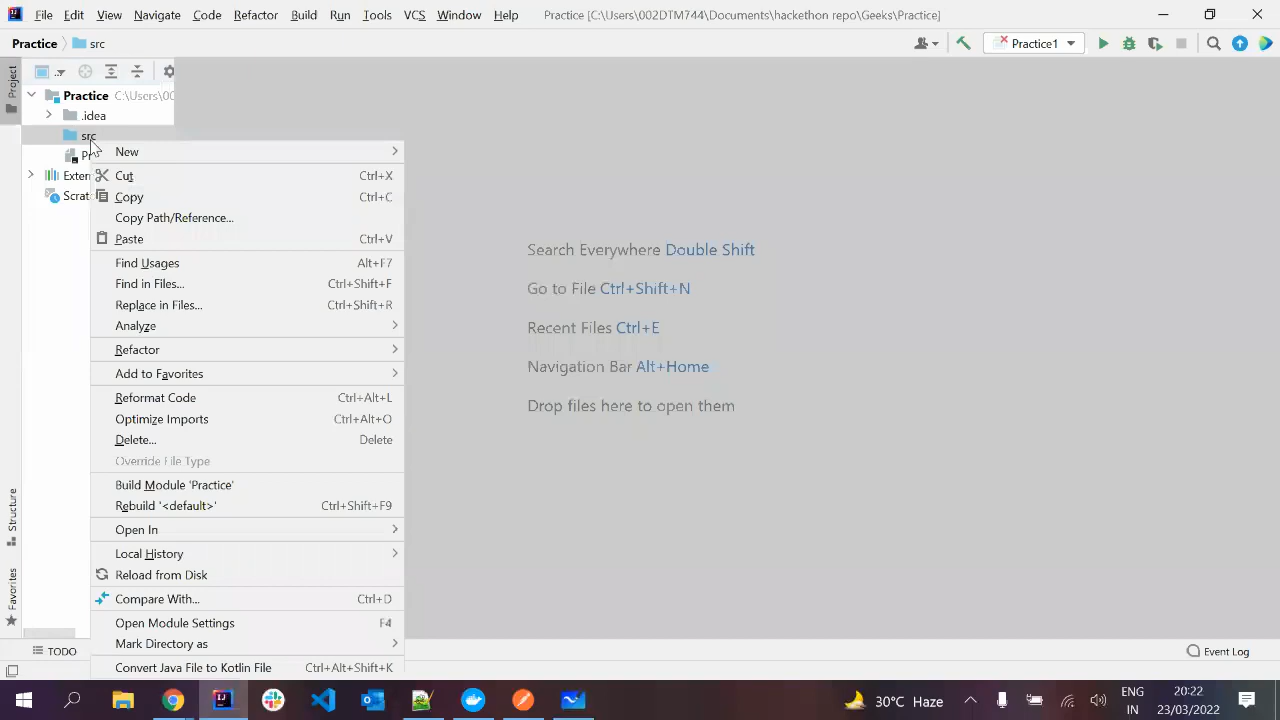 File Edit View Navigate Code Refactor Build Run Tools VCS Window Help Practice [C:\Users\002DTM744\Documents\hackethon repo\Geeks\Practice]
Practice src Practice1
Project
Practice C:\Users\00
.idea
src
New
Cut Ctrl+X
Exter
Copy Ctrl+C
Scrat
Copy Path/Reference...
Paste Ctrl+V
Find Usages Alt+F7
Find in Files... Ctrl+Shift+F
Replace in Files... Ctrl+Shift+R
Analyze
Refactor
Add to Favorites
Reformat Code Ctrl+Alt+L
Optimize Imports Ctrl+Alt+O
Delete... Delete
Override File Type
Build Module 'Practice'
Rebuild '<default>' Ctrl+Shift+F9
Open In
Local History
Reload from Disk
Compare With... Ctrl+D
Open Module Settings F4
Mark Directory as
Convert Java File to Kotlin File Ctrl+Alt+Shift+K
Search Everywhere Double Shift
Go to File Ctrl+Shift+N
Recent Files Ctrl+E
Navigation Bar Alt+Home
Drop files here to open them
Structure
Favorites
TODO Event Log
30°C Haze
ENG
IN
20:22
23/03/2022